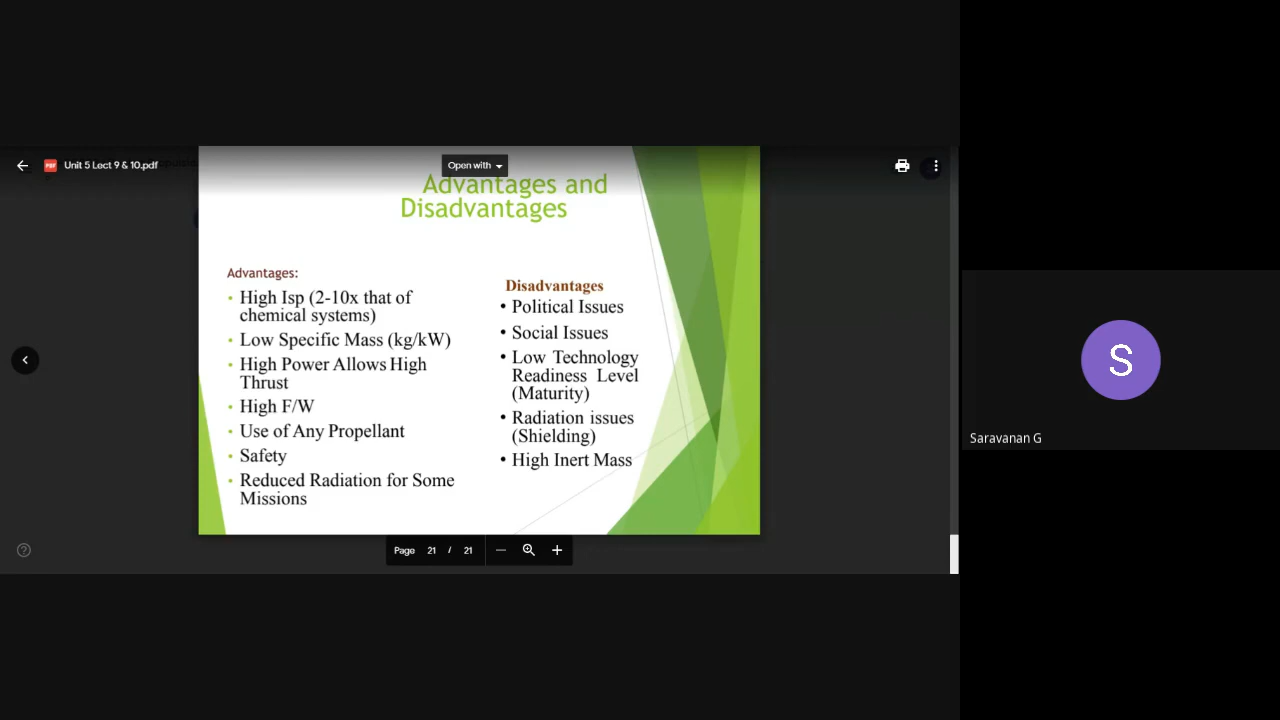 Unit 5 Lect 9 & 10.pdf
Open with
Advantages and
Disadvantages
Advantages:
• High Isp (2-10x that of
chemical systems)
• Low Specific Mass (kg/kW)
• High Power Allows High
Thrust
• High F/W
• Use of Any Propellant
• Safety
• Reduced Radiation for Some
Missions
Disadvantages
• Political Issues
• Social Issues
• Low Technology
Readiness Level
(Maturity)
• Radiation issues
(Shielding)
• High Inert Mass
Page 21 / 21
S
Saravanan G